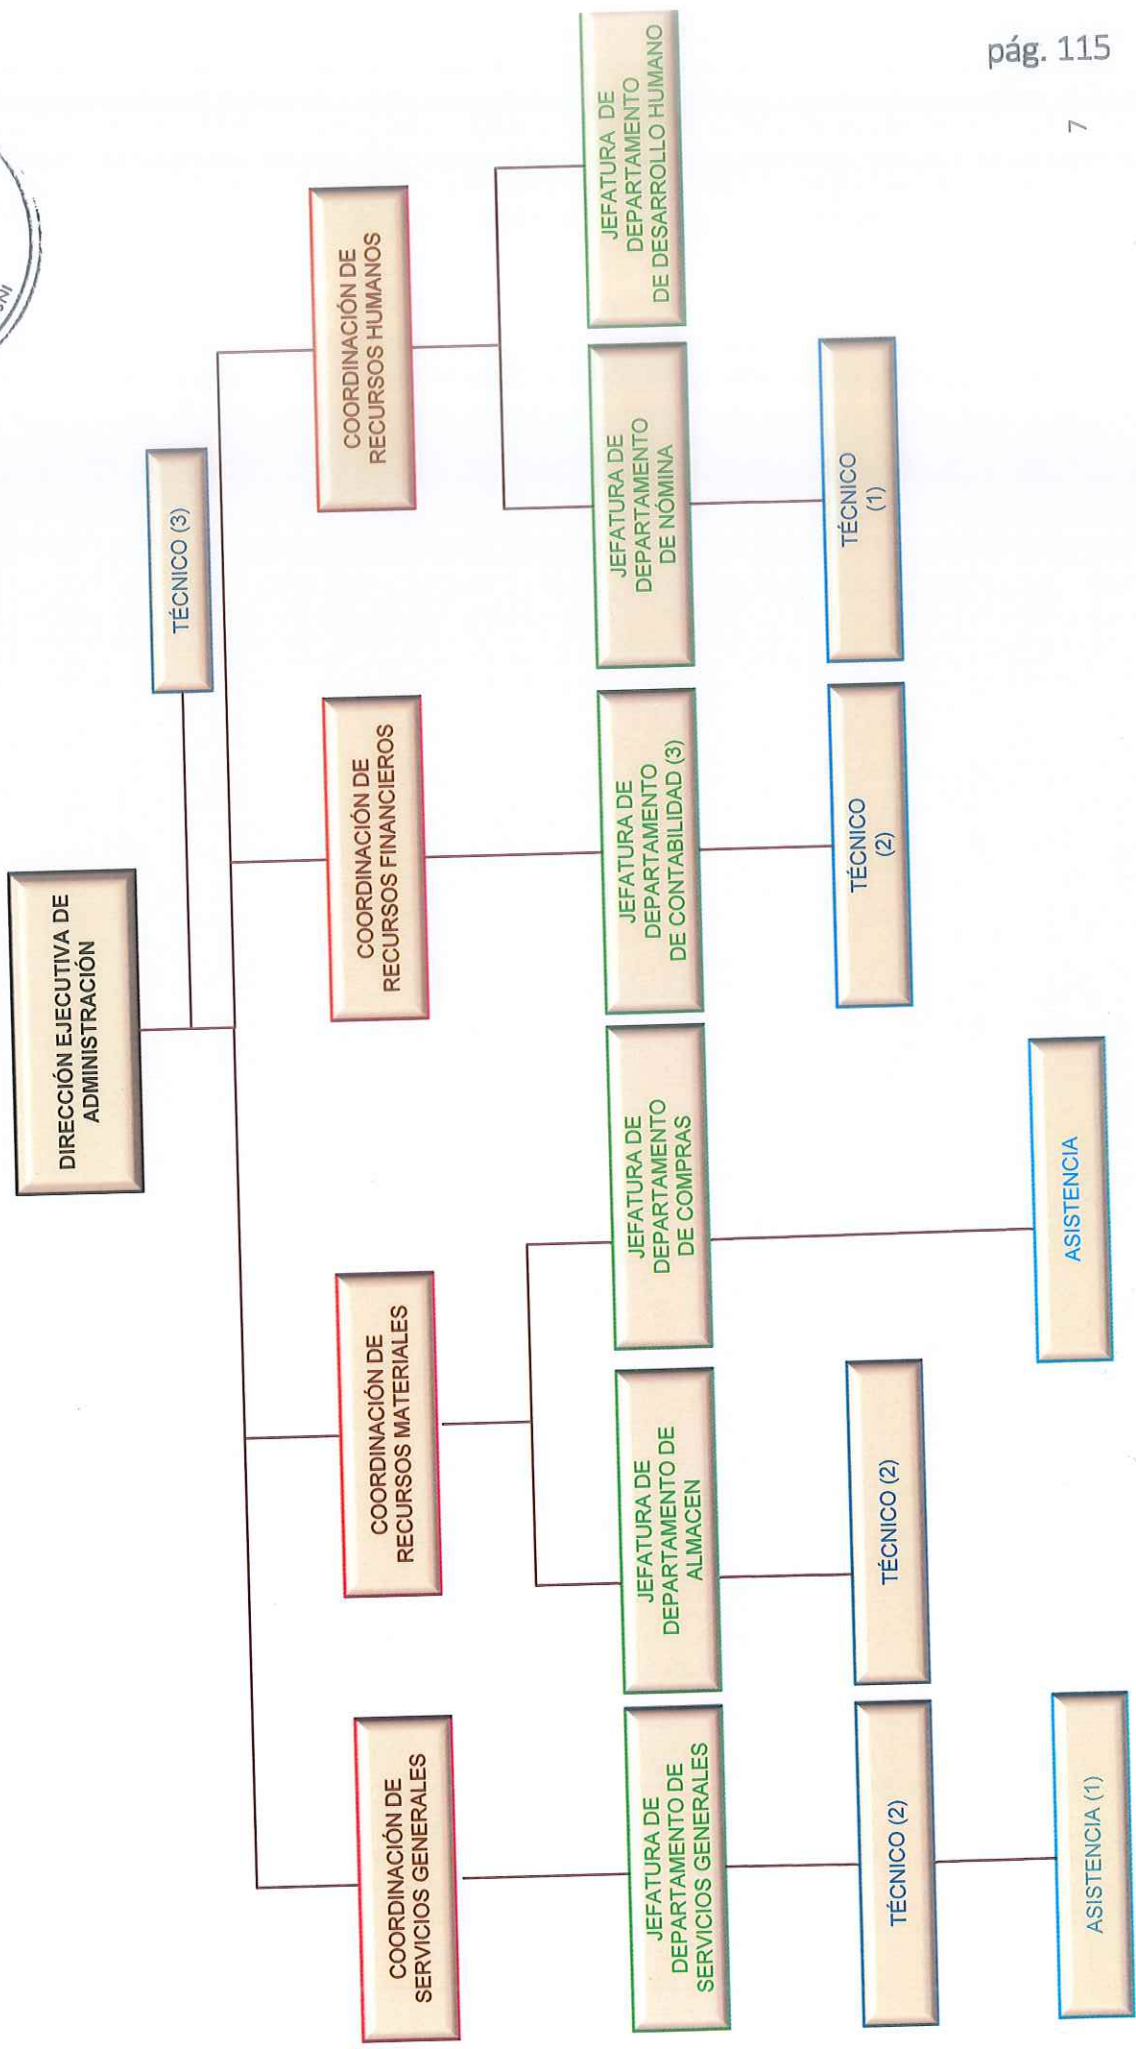 pág. 115
7
DIRECCIÓN EJECUTIVA DE
ADMINISTRACIÓN
TÉCNICO (3)
COORDINACIÓN DE
SERVICIOS GENERALES
COORDINACIÓN DE
RECURSOS MATERIALES
COORDINACIÓN DE
RECURSOS FINANCIEROS
COORDINACIÓN DE
RECURSOS HUMANOS
JEFATURA DE
DEPARTAMENTO DE
SERVICIOS GENERALES
JEFATURA DE
DEPARTAMENTO DE
ALMACEN
JEFATURA DE
DEPARTAMENTO
DE COMPRAS
JEFATURA DE
DEPARTAMENTO
DE CONTABILIDAD (3)
JEFATURA DE
DEPARTAMENTO
DE NÓMINA
JEFATURA DE
DEPARTAMENTO
DE DESARROLLO HUMANO
TÉCNICO (2)
TÉCNICO (2)
TÉCNICO
(2)
TÉCNICO
(1)
ASISTENCIA (1)
ASISTENCIA